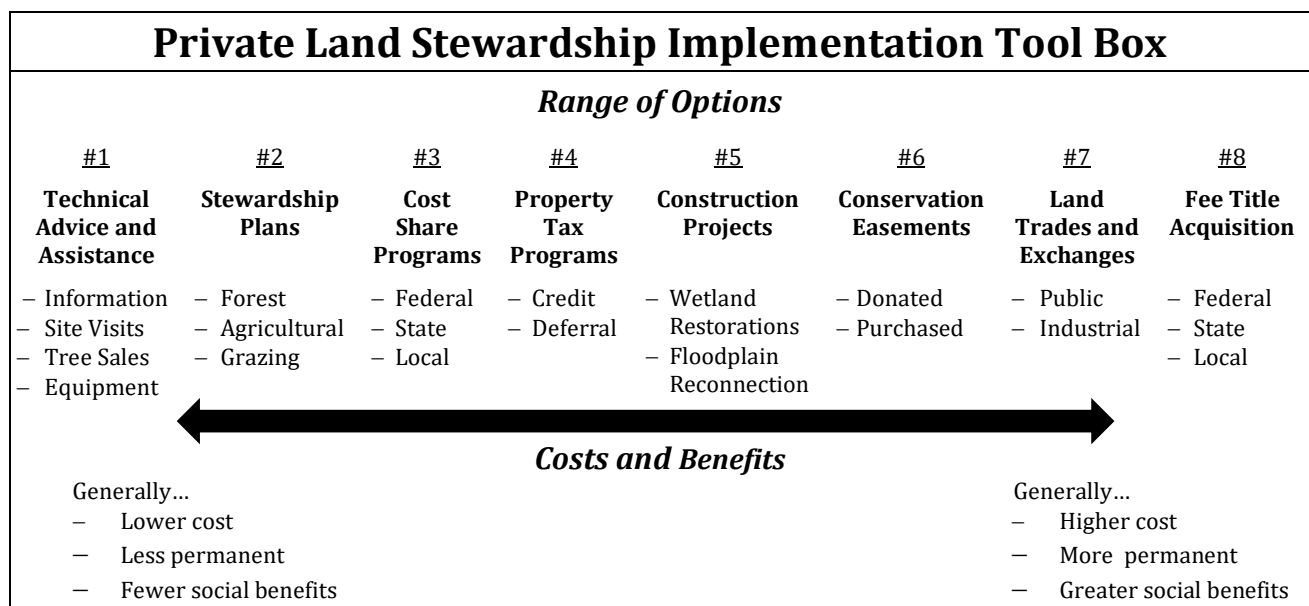 Private Land Stewardship Implementation Tool Box
Range of Options
#1
Technical
Advice and
Assistance
– Information
– Site Visits
– Tree Sales
– Equipment
#2
Stewardship
Plans
– Forest
– Agricultural
– Grazing
#3
Cost
Share
Programs
– Federal
– State
– Local
#4
Property
Tax
Programs
– Credit
– Deferral
#5
Construction
Projects
– Wetland
Restorations
– Floodplain
Reconnection
#6
Conservation
Easements
– Donated
– Purchased
#7
Land
Trades and
Exchanges
– Public
– Industrial
#8
Fee Title
Acquisition
– Federal
– State
– Local
Costs and Benefits
Generally…
– Lower cost
– Less permanent
– Fewer social benefits
Generally…
– Higher cost
– More permanent
– Greater social benefits